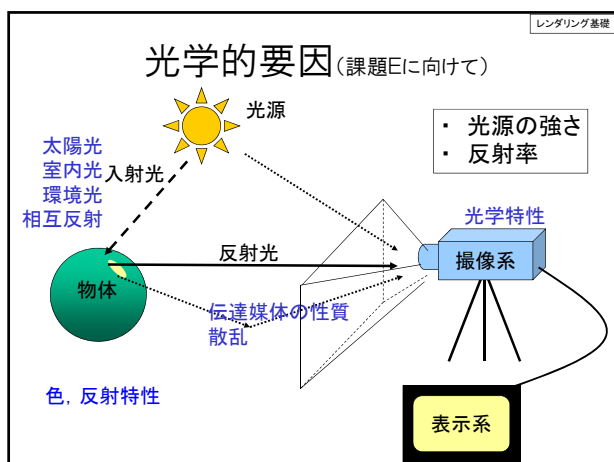 レンダリング基礎
光学的要因(課題Eに向けて)
光源
・ 光源の強さ
・ 反射率
太陽光
室内光
環境光
相互反射
入射光
光学特性
反射光
撮像系
物体
伝達媒体の性質
散乱
色，反射特性
表示系